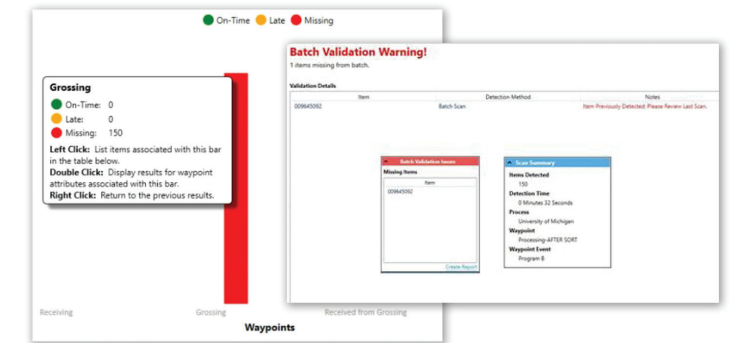 On-Time Late Missing
Grossing
On-Time: 0
Late: 0
Missing: 150
Left Click: List items associated with this bar
in the table below.
Double Click: Display results for waypoint
attributes associated with this bar.
Right Click: Return to the previous results.
Receiving Grossing Received from Grossing
Waypoints
Batch Validation Warning!
1 items missing from batch.
Validation Details
Item Detection Method Notes
009645092 Batch Scan Item Previously Detected: Please Review Last Scan.
Batch Validation Issues
Missing Items
Item
009645092
Create Report
Scan Summary
Items Detected
150
Detection Time
0 Minutes 32 Seconds
Process
University of Michigan
Waypoint
Processing-AFTER SORT
Waypoint Event
Program B